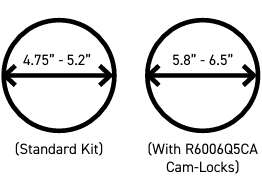 4.75” - 5.2”
5.8” - 6.5”
(Standard Kit)
(With R6006Q5CA
Cam-Locks)